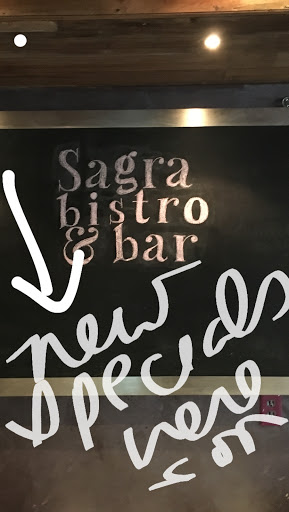 Sagra
bistro
& bar
new
specials
here